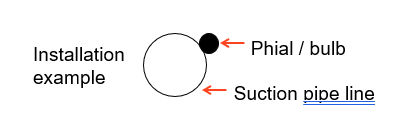 Installation
example
Phial / bulb
Suction pipe line